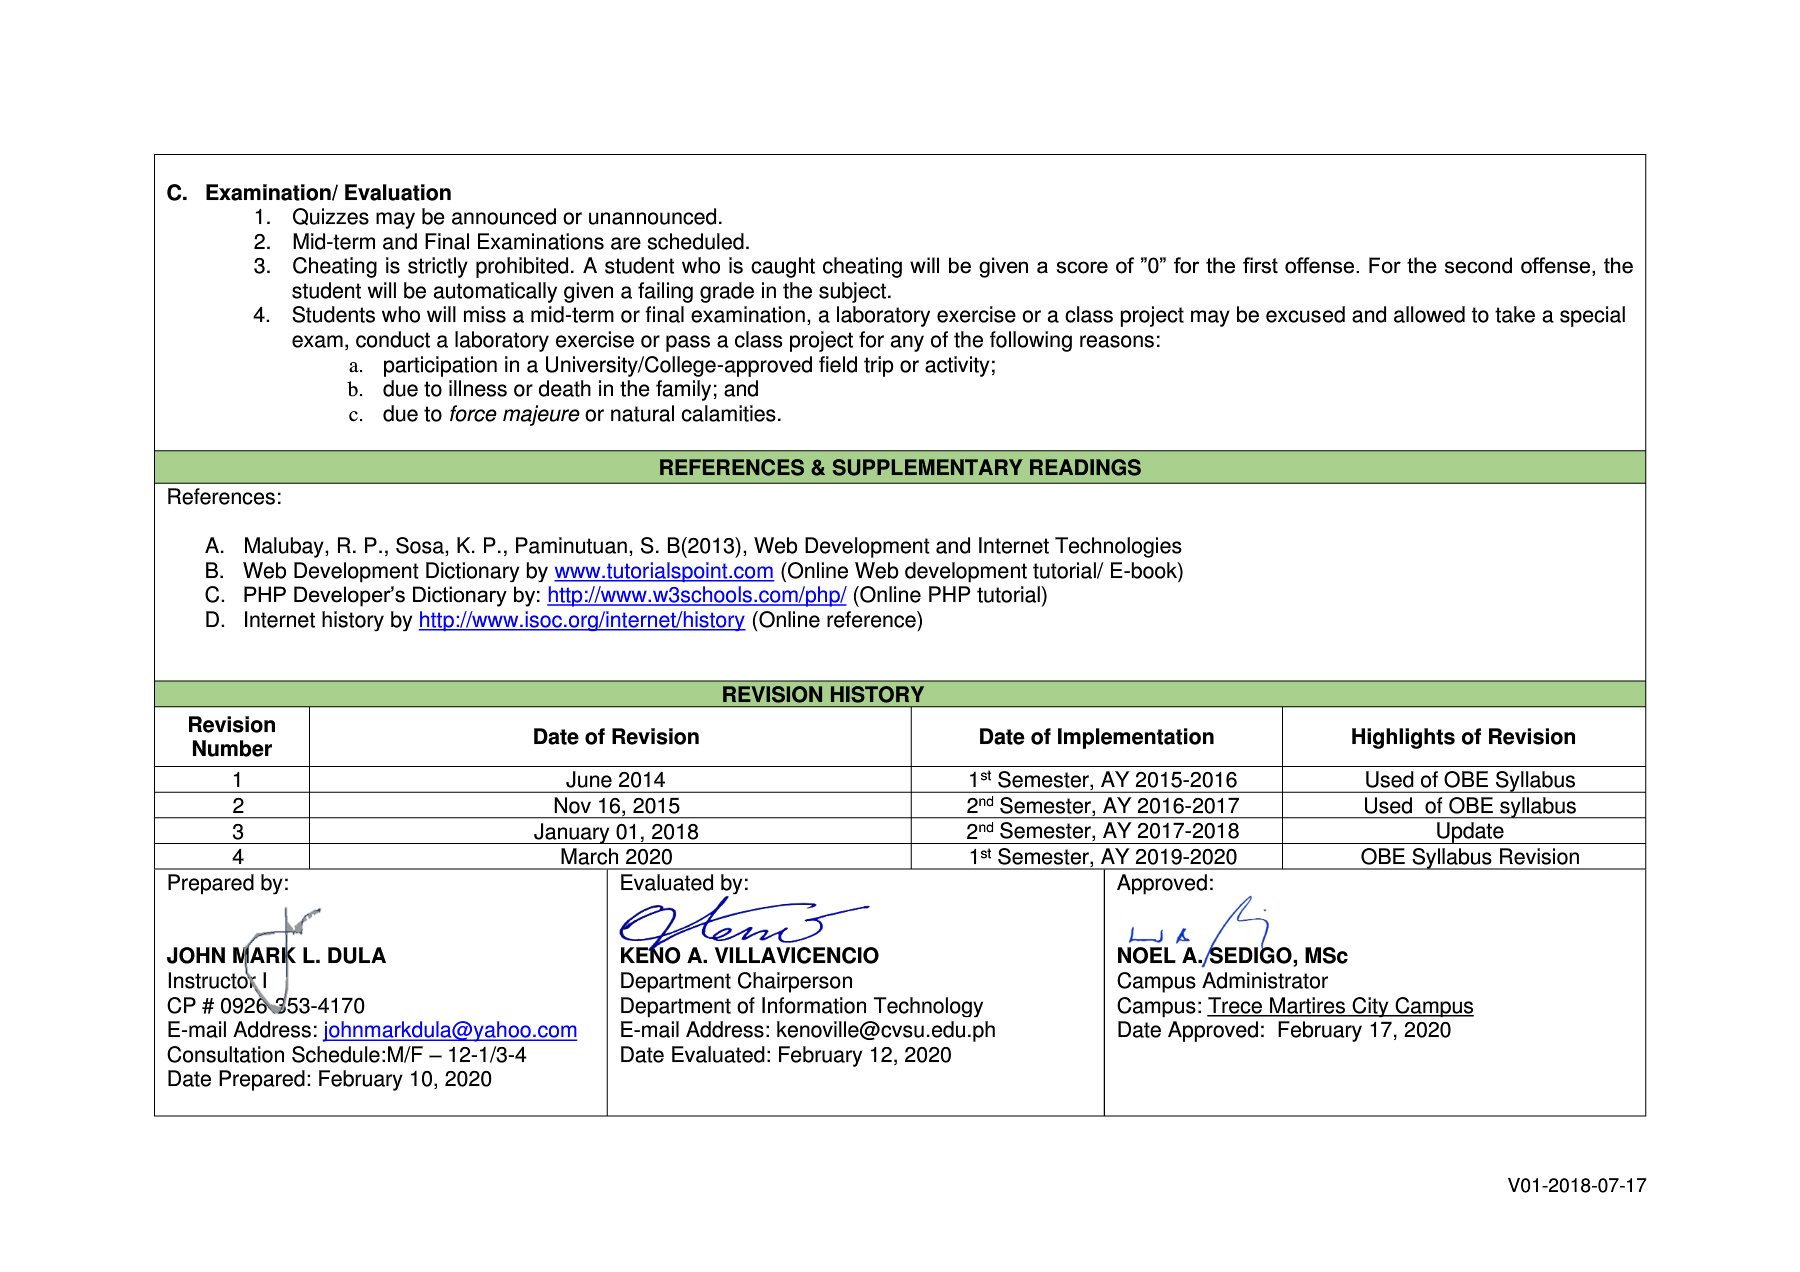 C. Examination/ Evaluation
1. Quizzes may be announced or unannounced.
2. Mid-term and Final Examinations are scheduled.
3. Cheating is strictly prohibited. A student who is caught cheating will be given a score of ”0” for the first offense. For the second offense, the
student will be automatically given a failing grade in the subject.
4. Students who will miss a mid-term or final examination, a laboratory exercise or a class project may be excused and allowed to take a special
exam, conduct a laboratory exercise or pass a class project for any of the following reasons:
a. participation in a University/College-approved field trip or activity;
b. due to illness or death in the family; and
c. due to force majeure or natural calamities.
REFERENCES & SUPPLEMENTARY READINGS
References:
A. Malubay, R. P., Sosa, K. P., Paminutuan, S. B(2013), Web Development and Internet Technologies
B. Web Development Dictionary by www.tutorialspoint.com (Online Web development tutorial/ E-book)
C. PHP Developer’s Dictionary by: http://www.w3schools.com/php/ (Online PHP tutorial)
D. Internet history by http://www.isoc.org/internet/history (Online reference)
REVISION HISTORY
Revision Number Date of Revision Date of Implementation Highlights of Revision
1 June 2014 1st Semester, AY 2015-2016 Used of OBE Syllabus
2 Nov 16, 2015 2nd Semester, AY 2016-2017 Used of OBE syllabus
3 January 01, 2018 2nd Semester, AY 2017-2018 Update
4 March 2020 1st Semester, AY 2019-2020 OBE Syllabus Revision
Prepared by:
JOHN MARK L. DULA
Instructor I
CP # 0926-353-4170
E-mail Address: johnmarkdula@yahoo.com
Consultation Schedule:M/F – 12-1/3-4
Date Prepared: February 10, 2020
Evaluated by:
KENO A. VILLAVICENCIO
Department Chairperson
Department of Information Technology
E-mail Address: kenoville@cvsu.edu.ph
Date Evaluated: February 12, 2020
Approved:
NOEL A. SEDIGO, MSc
Campus Administrator
Campus: Trece Martires City Campus
Date Approved: February 17, 2020
V01-2018-07-17